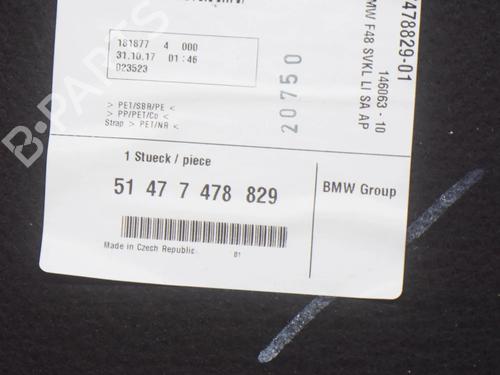 181877 4 000
31.10.17 01:46
023523
> PET/SBR/PE <
> PP/PET/Co <
Strap > PET/NR <
20750
7478829-01
146063 - 10
MW F48 SVKL LI SA AP
1 Stueck / piece
51 47 7 478 829
BMW Group
Made in Czech Republic
01
B-PARTS